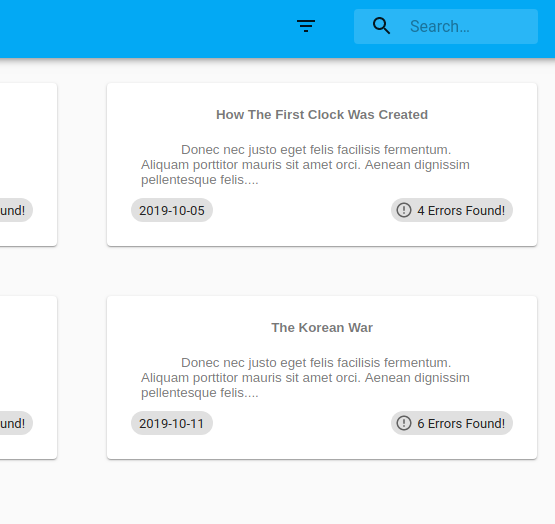 Search...
How The First Clock Was Created
Donec nec justo eget felis facilisis fermentum.
Aliquam porttitor mauris sit amet orci. Aenean dignissim
pellentesque felis....
und!
2019-10-05
4 Errors Found!
The Korean War
Donec nec justo eget felis facilisis fermentum.
Aliquam porttitor mauris sit amet orci. Aenean dignissim
pellentesque felis....
und!
2019-10-11
6 Errors Found!